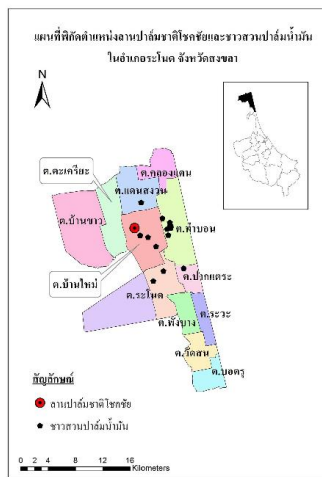 แผนที่พิกัดตำแหน่งลานปาล์มชาติโชคชัยและชาวสวนปาล์มน้ำมัน
ในอำเภอระโนด จังหวัดสงขลา
N
ต.คลองแดน
ต.ตะเครียะ
ต.แดนสงวน
ต.บ้านขาว
ต.ท่าบอน
ต.บ้านใหม่
ต.ปากแตระ
ต.ระโนด
ต.ระวะ
ต.พังยาง
ต.วัดสน
ต.บ่อตรุ
สัญลักษณ์
ลานปาล์มชาติโชคชัย
ชาวสวนปาล์มน้ำมัน
0 2 4 8 12 16
Kilometers